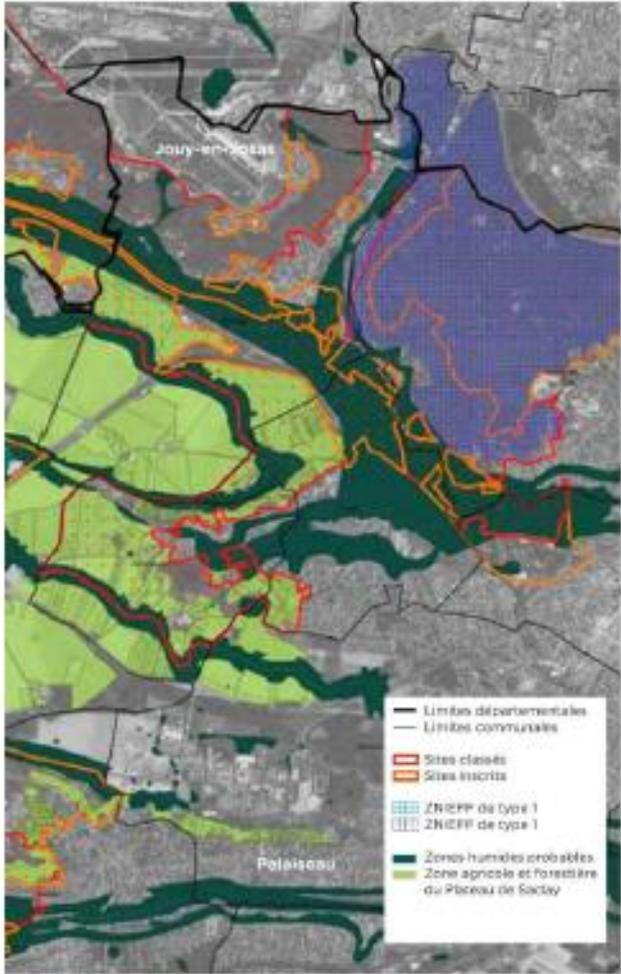 Jouy-en-Josas
Limites départementales
Limites communales
Sites classés
Sites inscrits
ZNIEFF de type 1
ZNIEFF de type 1
Zones humides probables
Zone agricole et forestière
du Plateau de Saclay
Palaiseau